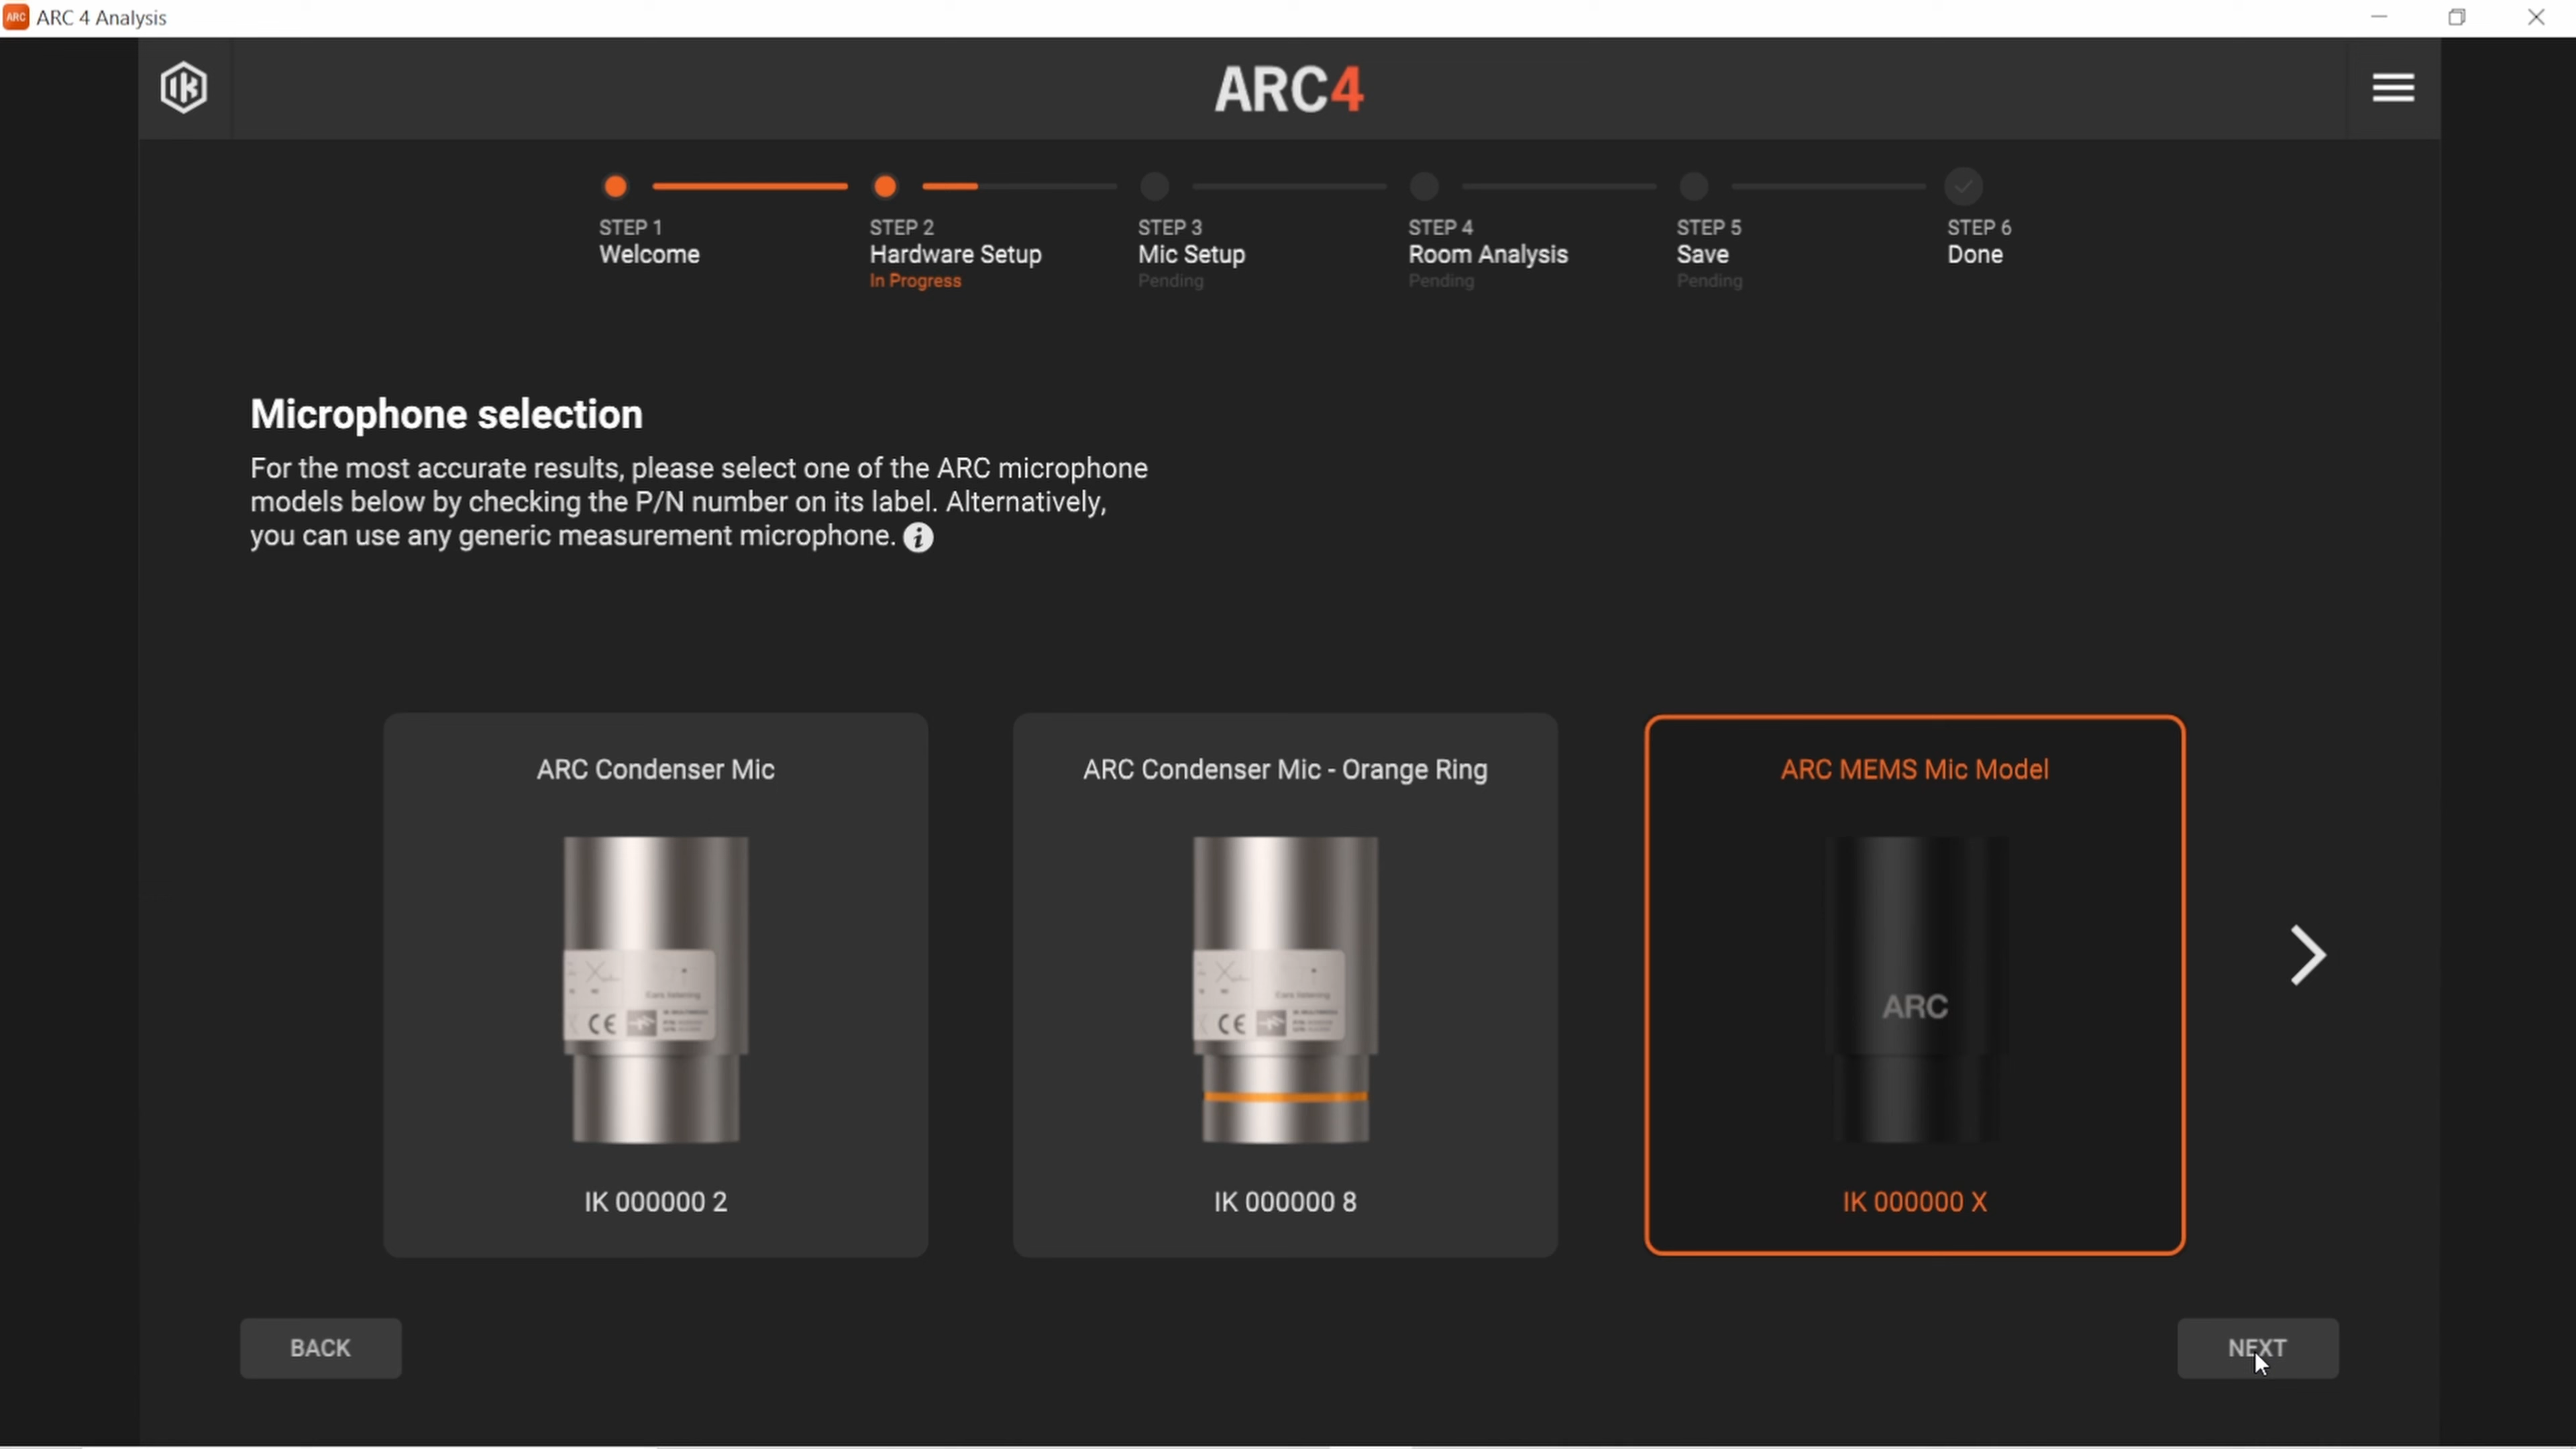 ARC ARC 4 Analysis
IK
ARC4
STEP 1
Welcome
STEP 2
Hardware Setup
In Progress
STEP 3
Mic Setup
Pending
STEP 4
Room Analysis
Pending
STEP 5
Save
Pending
STEP 6
Done
Microphone selection
For the most accurate results, please select one of the ARC microphone
models below by checking the P/N number on its label. Alternatively,
you can use any generic measurement microphone. i
ARC Condenser Mic
CE
IK 000000 2
ARC Condenser Mic - Orange Ring
CE
IK 000000 8
ARC MEMS Mic Model
ARC
IK 000000 X
BACK
NEXT